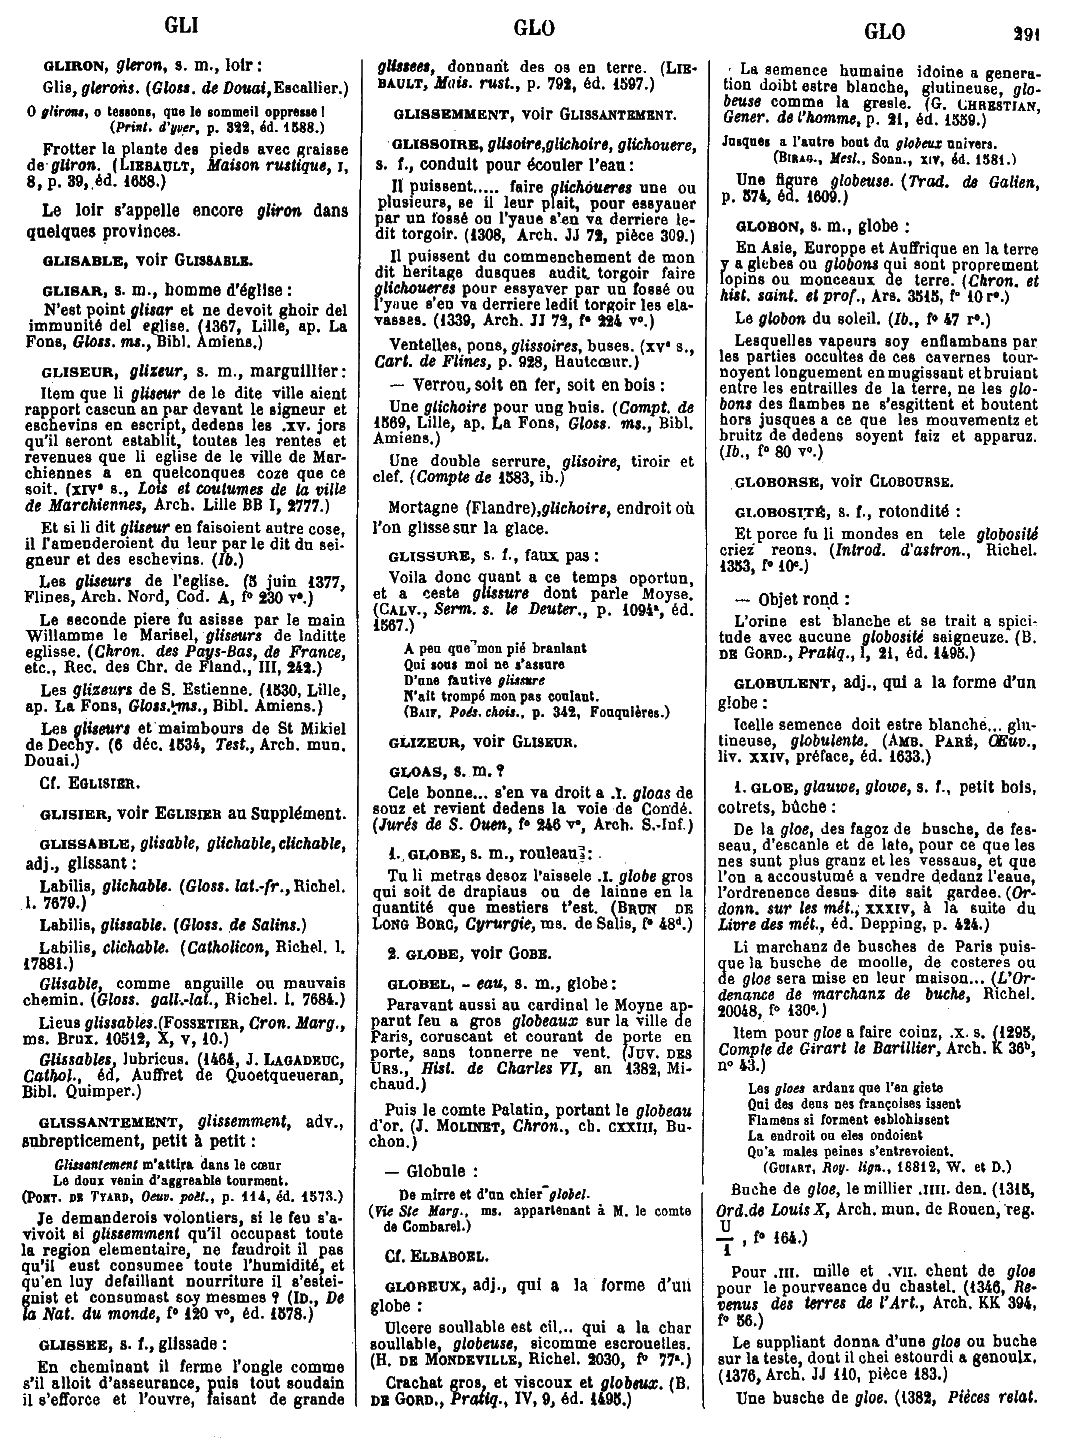 GLI
GLO
GLO
291
GLIRON, gleron, s. m., loir :
Glis, glerons. (Gloss. de Douai, Escallier.)
O glirons, o tessons, que le sommeil oppresse !
(Print. d'yver, p. 322, éd. 1588.)
Frotter la plante des pieds avec graisse
de gliron. (LIEBAULT, Maison rustique, I,
8, p. 39, éd. 1658.)
Le loir s'appelle encore gliron dans
quelques provinces.
GLISABLE, voir GLISSABLE.
GLISAR, s. m., homme d'église :
N'est point glisar et ne devoit ghoir del
immunité del eglise. (1367, Lille, ap. La
Fons, Gloss. ms., Bibl. Amiens.)
GLISEUR, glizeur, s. m., marguillier :
Item que li gliseur de le dite ville aient
rapport cascun an par devant le signeur et
eschevins en escript, dedens les .xv. jors
qu'il seront establit, toutes les rentes et
revenues que li eglise de le ville de Mar-
chiennes a en quelconques coze que ce
soit. (XIVe s., Lois et coutumes de la ville
de Marchiennes, Arch. Lille BB I, 2777.)
Et si li dit gliseur en faisoient autre cose,
il l'amenderoient du leur par le dit du sei-
gneur et des eschevins. (Ib.)
Les gliseurs de l'eglise. (5 juin 1377,
Flines, Arch. Nord, Cod. A, fo 230 vo.)
Le seconde piere fu asisse par le main
Willamme le Marisel, gliseurs de laditte
eglisse. (Chron. des Pays-Bas, de France,
etc., Rec. des Chr. de Fland., III, 242.)
Les glizeurs de S. Estienne. (1530, Lille,
ap. La Fons, Gloss. ms., Bibl. Amiens.)
Les gliseurs et maimbours de St Mikiel
de Dechy. (6 déc. 1534, Test., Arch. mun.
Douai.)
Cf. EGLISIER.
GLISIER, voir EGLISIER au Supplément.
GLISSABLE, glisable, glichable, clichable,
adj., glissant :
Labilis, glichable. (Gloss. lat.-fr., Richel.
l. 7679.)
Labilis, glissable. (Gloss. de Salins.)
Labilis, clichable. (Catholicon, Richel. l.
17881.)
Glisable, comme anguille ou mauvais
chemin. (Gloss. gall.-lat., Richel. l. 7684.)
Lieus glissables. (FOSSETIER, Cron. Marg.,
ms. Brux. 10512, X, v, 10.)
Glissables, lubricus. (1464, J. LAGADEUC,
Cathol., éd. Auffret de Quoetqueueran,
Bibl. Quimper.)
GLISSANTEMENT, glissemment, adv.,
subrepticement, petit à petit :
Glissantement m'attira dans le cœur
Le doux venin d'aggreable tourment.
(PONT. DE TYARD, Oeuv. poët., p. 114, éd. 1573.)
Je demanderois volontiers, si le feu s'a-
vivoit si glissemment qu'il occupast toute
la region elementaire, ne faudroit il pas
qu'il eust consumee toute l'humidité, et
qu'en luy defaillant nourriture il s'estei-
gnist et consumast soy mesmes ? (ID., De
la Nat. du monde, fo 120 vo, éd. 1578.)
GLISSEE, s. f., glissade :
En cheminant il ferme l'ongle comme
s'il alloit d'asseurance, puis tout soudain
il s'efforce et l'ouvre, faisant de grande
glissees, donnant des os en terre. (LIE-
BAULT, Mais. rust., p. 792, éd. 1597.)
GLISSEMMENT, voir GLISSANTEMENT.
GLISSOIRE, glisoire, glichoire, glichouere,
s. f., conduit pour écouler l'eau :
Il puissent..... faire glichoueres une ou
plusieurs, se il leur plait, pour essyauer
par un fossé ou l'yaue s'en va derriere le-
dit torgoir. (1308, Arch. JJ 72, pièce 309.)
Il puissent du commenchement de mon
dit heritage dusques audit torgoir faire
glichoueres pour essyaver par un fossé ou
l'yaue s'en va derriere ledit torgoir les ela-
vasses. (1339, Arch. JJ 72, fo 224 vo.)
Ventelles, pons, glissoires, buses. (XVe s.,
Cart. de Flines, p. 928, Hautcœur.)
— Verrou, soit en fer, soit en bois :
Une glichoire pour ung huis. (Compt. de
1569, Lille, ap. La Fons, Gloss. ms., Bibl.
Amiens.)
Une double serrure, glisoire, tiroir et
clef. (Compte de 1583, ib.)
Mortagne (Flandre), glichoire, endroit où
l'on glisse sur la glace.
GLISSURE, s. f., faux pas :
Voila donc quant a ce temps oportun,
et a ceste glissure dont parle Moyse.
(CALV., Serm. s. le Deuter., p. 1094a, éd.
1567.)
A peu que mon pié branlant
Qui sous moi ne s'assure
D'une fautive glissure
N'ait trompé mon pas coulant.
(BAIF, Poés. chois., p. 342, Fouquières.)
GLIZEUR, voir GLISEUR.
GLOAS, s. m. ?
Cele bonne... s'en va droit a .I. gloas de
souz et revient dedens la voie de Condé.
(Jurés de S. Ouen, fo 246 vo, Arch. S.-Inf.)
1. GLOBE, s. m., rouleau :
Tu li metras desoz l'aissele .I. globe gros
qui soit de drapiaus ou de lainne en la
quantité que mestiers t'est. (BRUN DE
LONG BORC, Cyrurgie, ms. de Salis, fo 48d.)
2. GLOBE, voir GOBE.
GLOBEL, - eau, s. m., globe :
Paravant aussi au cardinal le Moyne ap-
parut feu a gros globeaux sur la ville de
Paris, coruscant et courant de porte en
porte, sans tonnerre ne vent. (JUV. DES
URS., Hist. de Charles VI, an 1382, Mi-
chaud.)
Puis le comte Palatin, portant le globeau
d'or. (J. MOLINET, Chron., ch. CXXIII, Bu-
chon.)
— Globule :
De mirre et d'un chier globel.
(Vie Ste Marg., ms. appartenant à M. le comte
de Combarel.)
Cf. ELBABOEL.
GLOBEUX, adj., qui a la forme d'un
globe :
Ulcere soullable est cil... qui a la char
soullable, globeuse, sicomme escrouelles.
(H. DE MONDEVILLE, Richel. 2030, fo 77a.)
Crachat gros, et viscoux et globeux. (B.
DE GORD., Pratiq., IV, 9, éd. 1495.)
La semence humaine idoine a genera-
tion doibt estre blanche, glutineuse, glo-
beuse comme la gresle. (G. CHRESTIAN,
Gener. de l'homme, p. 21, éd. 1559.)
Jusques a l'autre bout du globeux univers.
(BIRAG., Mesl., Sonn., XIV, éd. 1581.)
Une figure globeuse. (Trad. de Galien,
p. 574, éd. 1609.)
GLOBON, s. m., globe :
En Asie, Europpe et Auffrique en la terre
y a glebes ou globons qui sont proprement
lopins ou monceaux de terre. (Chron. et
hist. saint. et prof., Ars. 3515, fo 10 ro.)
Le globon du soleil. (Ib., fo 47 ro.)
Lesquelles vapeurs soy enflambans par
les parties occultes de ces cavernes tour-
noyent longuement en mugissant et bruiant
entre les entrailles de la terre, ne les glo-
bons des flambes ne s'esgittent et boutent
hors jusques a ce que les mouvementz et
bruitz de dedens soyent faiz et apparuz.
(Ib., fo 80 vo.)
GLOBORSE, voir CLOBOURSE.
GLOBOSITÉ, s. f., rotondité :
Et porce fu li mondes en tele globosité
criez reons. (Introd. d'astron., Richel.
1353, fo 10c.)
— Objet rond :
L'orine est blanche et se trait a spici-
tude avec aucune globosité saigneuze. (B.
DE GORD., Pratiq., I, 21, éd. 1495.)
GLOBULENT, adj., qui a la forme d'un
globe :
Icelle semence doit estre blanche... glu-
tineuse, globulente. (AMB. PARÉ, Œuv.,
liv. XXIV, préface, éd. 1633.)
1. GLOE, glauwe, glowe, s. f., petit bois,
cotrets, bûche :
De la gloe, des fagoz de busche, de fes-
seau, d'escanle et de late, pour ce que les
nes sunt plus granz et les vessaus, et que
l'on a accoustumé a vendre dedanz l'eaue,
l'ordrenence desus dite sait gardee. (Or-
donn. sur les mét., XXXIV, à la suite du
Livre des mét., éd. Depping, p. 424.)
Li marchanz de busches de Paris puis-
que la busche de moolle, de costeres ou
de gloe sera mise en leur maison... (L'Or-
denance de marchanz de buche, Richel.
20048, fo 130c.)
Item pour gloe a faire coinz, .x. s. (1295,
Compte de Girart le Barillier, Arch. K 36b,
no 43.)
Les gloes ardanz que l'en giete
Qui des dens nes françoises issent
Flamens si forment esblohissent
La endroit ou eles ondoient
Qu'a males peines s'entrevoient.
(GUIART, Roy. lign., 18812, W. et D.)
Buche de gloe, le millier .IIII. den. (1315,
Ord. de Louis X, Arch. mun. de Rouen, reg.
U
— , fo 164.)
1
Pour .III. mille et .VII. chent de gloe
pour le pourveance du chastel. (1346, Re-
venus des terres de l'Art., Arch. KK 394,
fo 56.)
Le suppliant donna d'une gloe ou buche
sur la teste, dont il chei estourdi a genoulx.
(1376, Arch. JJ 110, pièce 183.)
Une busche de gloe. (1382, Pièces relat.